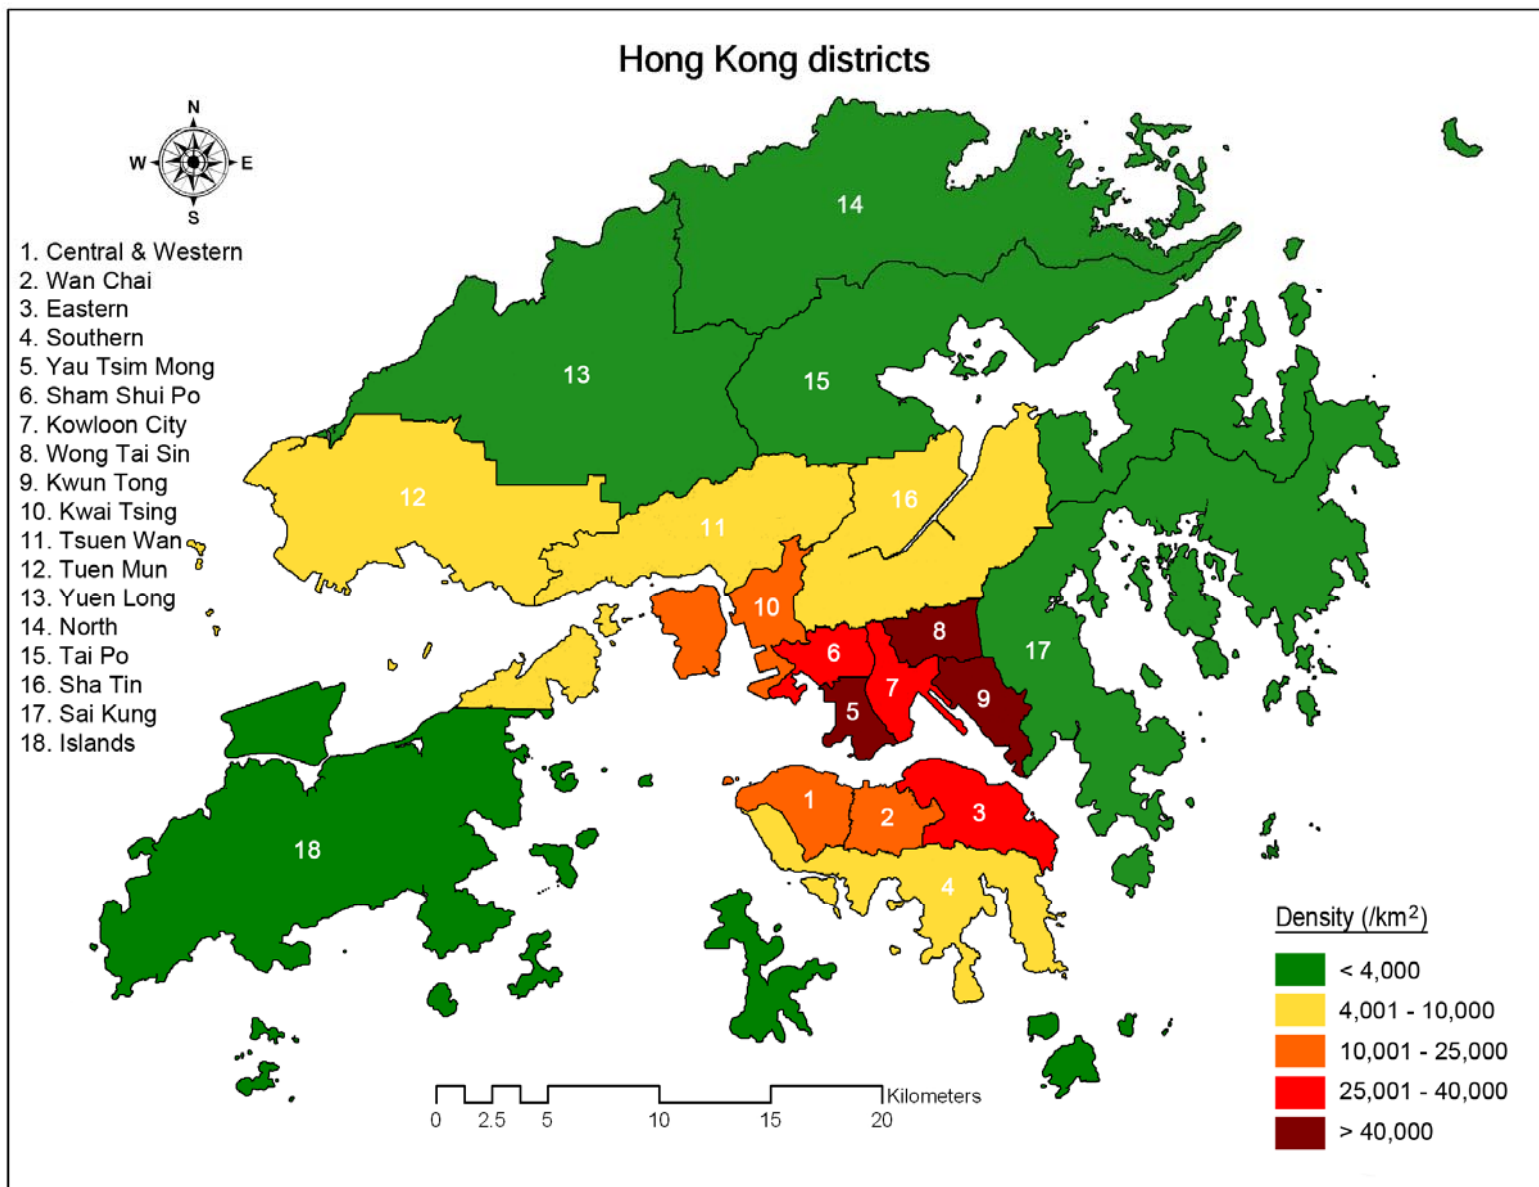 Hong Kong districts
N
W E
S
1. Central & Western
2. Wan Chai
3. Eastern
4. Southern
5. Yau Tsim Mong
6. Sham Shui Po
7. Kowloon City
8. Wong Tai Sin
9. Kwun Tong
10. Kwai Tsing
11. Tsuen Wan
12. Tuen Mun
13. Yuen Long
14. North
15. Tai Po
16. Sha Tin
17. Sai Kung
18. Islands
14
13
15
12
16
11
10
8
6
17
7
9
5
1
2
3
18
4
Density (/km²)
< 4,000
4,001 - 10,000
10,001 - 25,000
25,001 - 40,000
> 40,000
Kilometers
0 2.5 5 10 15 20